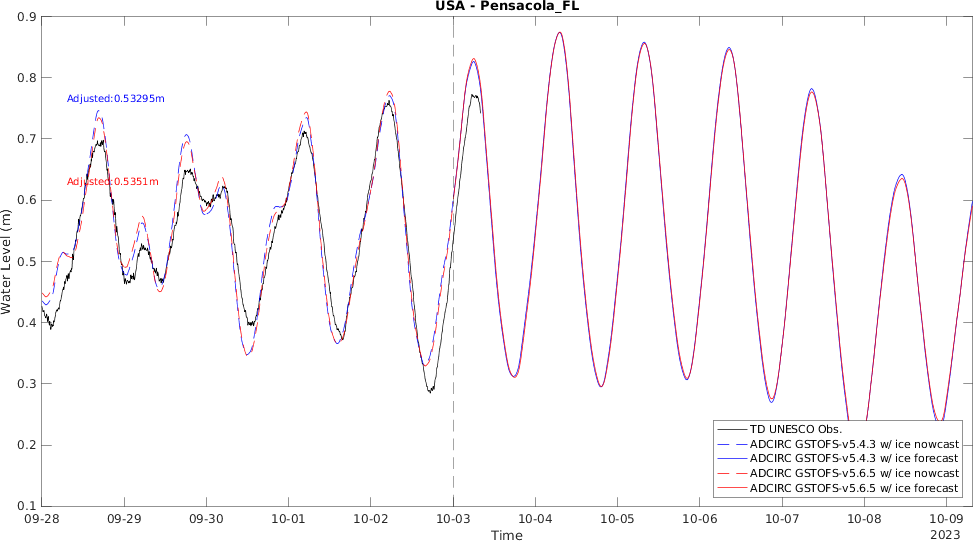 USA - Pensacola_FL
0.9
0.8
Adjusted:0.53295m
0.7
Adjusted:0.5351m
0.6
0.5
0.4
0.3
0.2
0.1
Water Level (m)
TD UNESCO Obs.
ADCIRC GSTOFS-v5.4.3 w/ ice nowcast
ADCIRC GSTOFS-v5.4.3 w/ ice forecast
ADCIRC GSTOFS-v5.6.5 w/ ice nowcast
ADCIRC GSTOFS-v5.6.5 w/ ice forecast
09-28 09-29 09-30 10-01 10-02 10-03 10-04 10-05 10-06 10-07 10-08 10-09
2023
Time